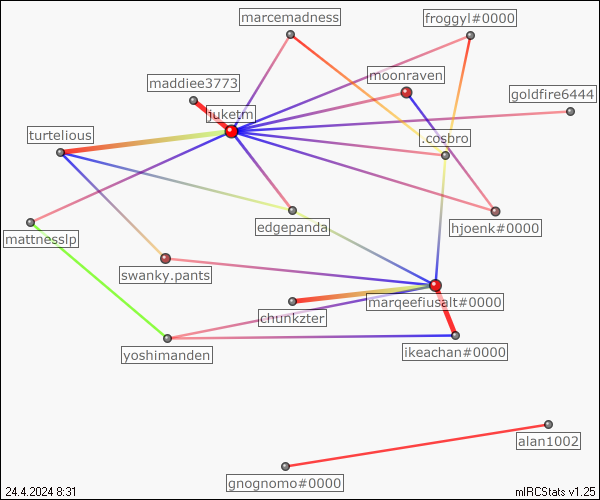 marcemadness
froggyl#0000
moonraven
maddiee3773
goldfire6444
juketm
turtelious
.cosbro
edgepanda
hjoenk#0000
mattnesslp
swanky.pants
marqeefiusalt#0000
chunkzter
yoshimanden
ikeachan#0000
alan1002
gnognomo#0000
24.4.2024 8:31
mIRCStats v1.25